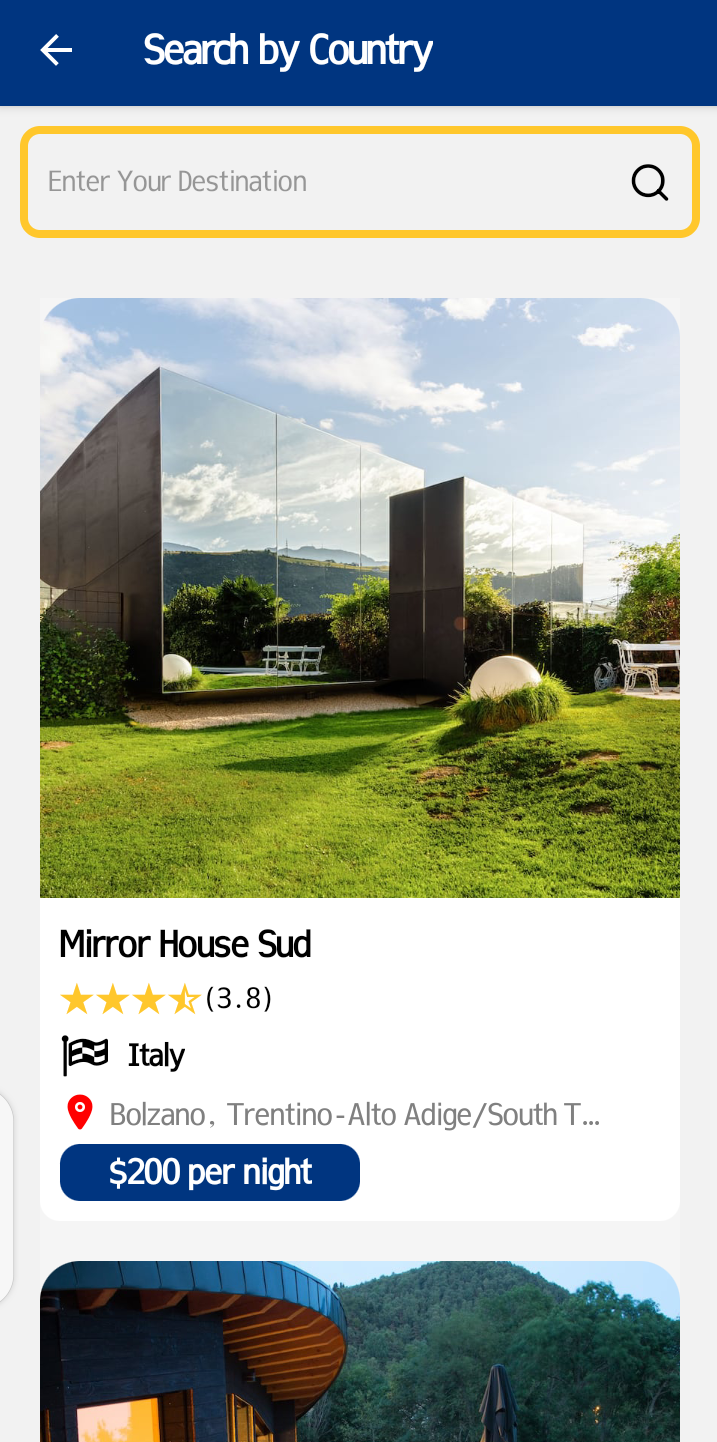 Search by Country
Enter Your Destination
Mirror House Sud
(3.8)
Italy
Bolzano, Trentino-Alto Adige/South T...
$200 per night